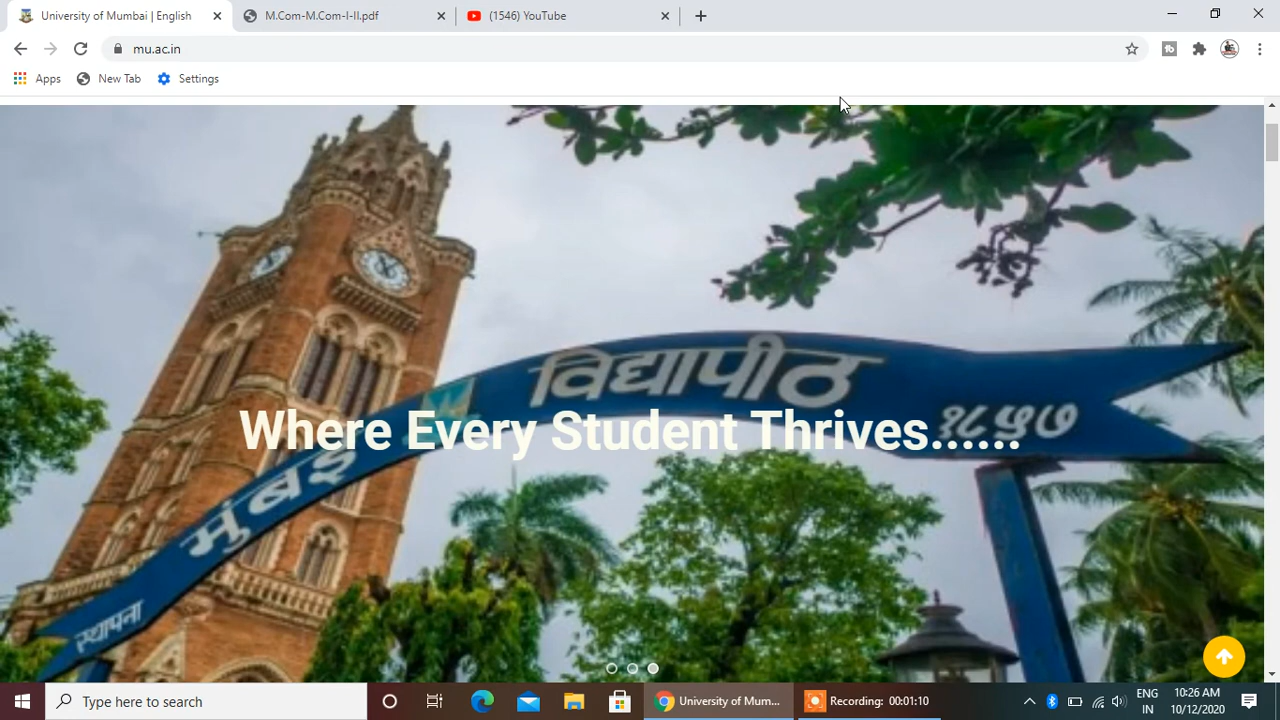 University of Mumbai | English
M.Com-M.Com-I-II.pdf
(1546) YouTube
mu.ac.in
Apps
New Tab
Settings
विद्यापीठ
१८५७
Where Every Student Thrives......
मुंबई
स्थापना
Type here to search
University of Mum...
Recording: 00:01:10
ENG
IN
10:26 AM
10/12/2020